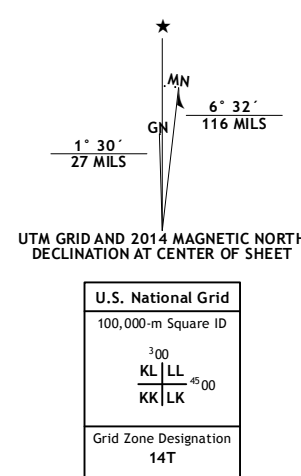 ★
MN
GN
6° 32´
116 MILS
1° 30´
27 MILS
UTM GRID AND 2014 MAGNETIC NORTH
DECLINATION AT CENTER OF SHEET
U.S. National Grid
100,000-m Square ID
³00
KL LL
⁴⁵00
KK LK
Grid Zone Designation
14T